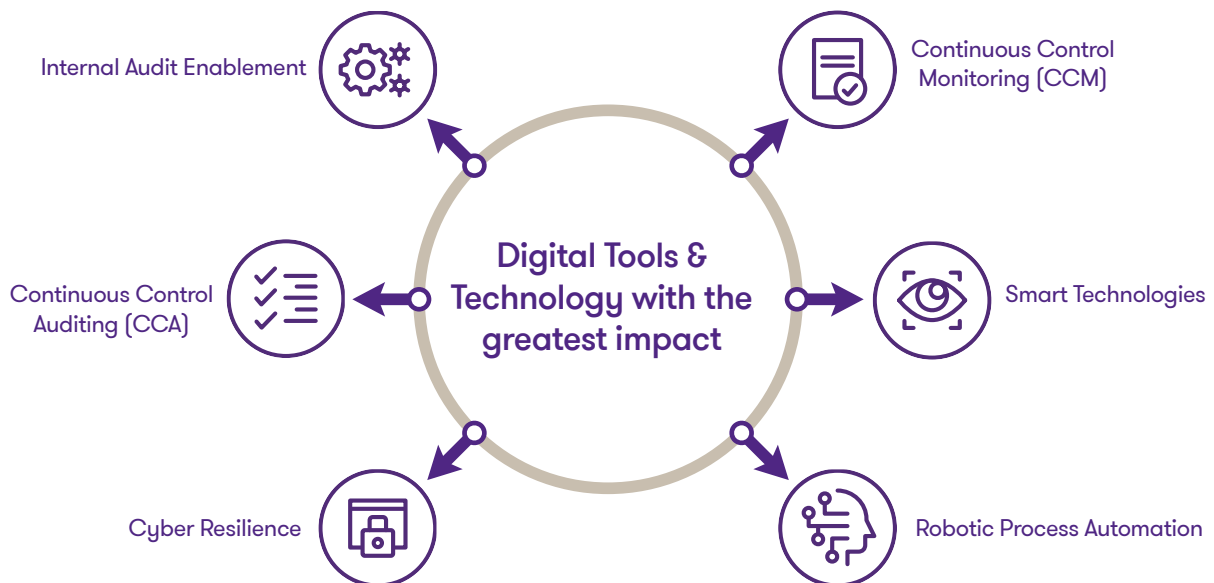 Internal Audit Enablement
Continuous Control
Monitoring (CCM)
Digital Tools &
Technology with the
greatest impact
Continuous Control
Auditing (CCA)
Smart Technologies
Cyber Resilience
Robotic Process Automation